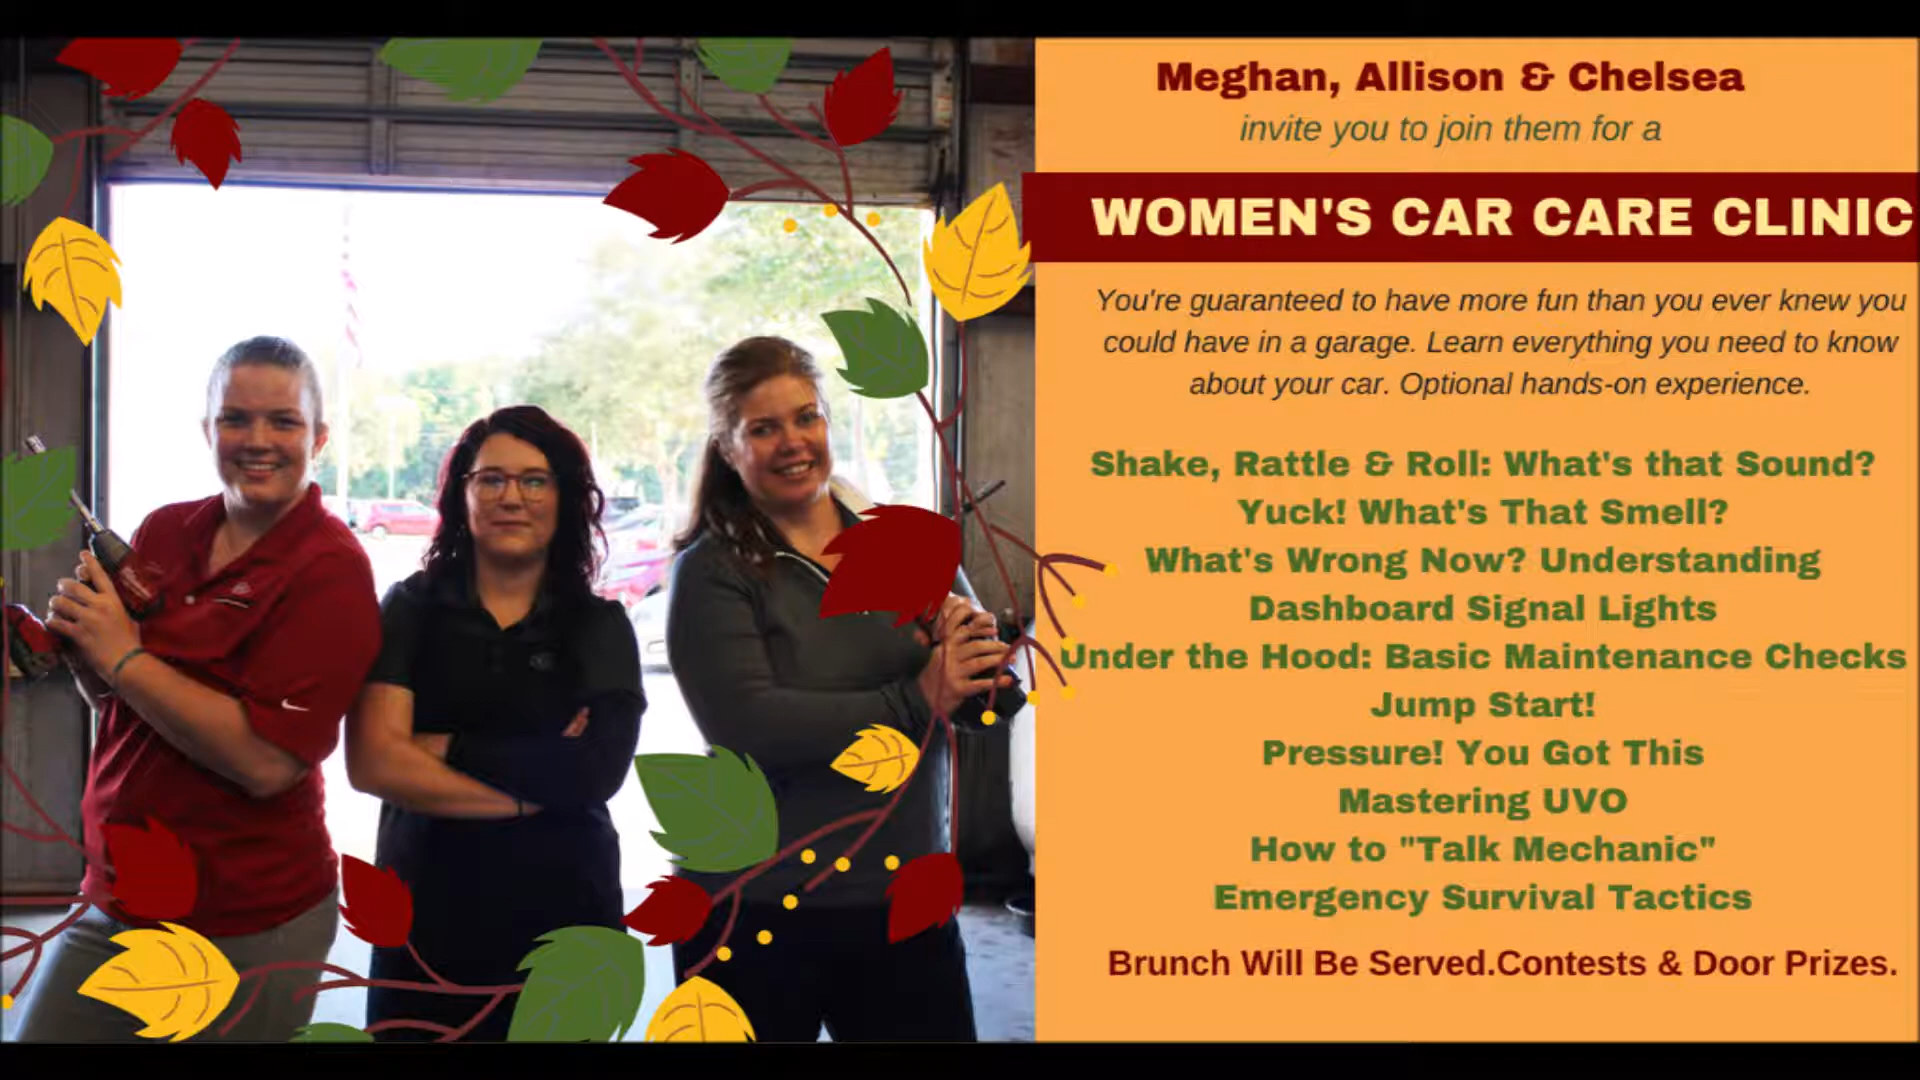 Meghan, Allison & Chelsea
invite you to join them for a
WOMEN'S CAR CARE CLINIC
You're guaranteed to have more fun than you ever knew you
could have in a garage. Learn everything you need to know
about your car. Optional hands-on experience.
Shake, Rattle & Roll: What's that Sound?
Yuck! What's That Smell?
What's Wrong Now? Understanding
Dashboard Signal Lights
Under the Hood: Basic Maintenance Checks
Jump Start!
Pressure! You Got This
Mastering UVO
How to "Talk Mechanic"
Emergency Survival Tactics
Brunch Will Be Served.Contests & Door Prizes.